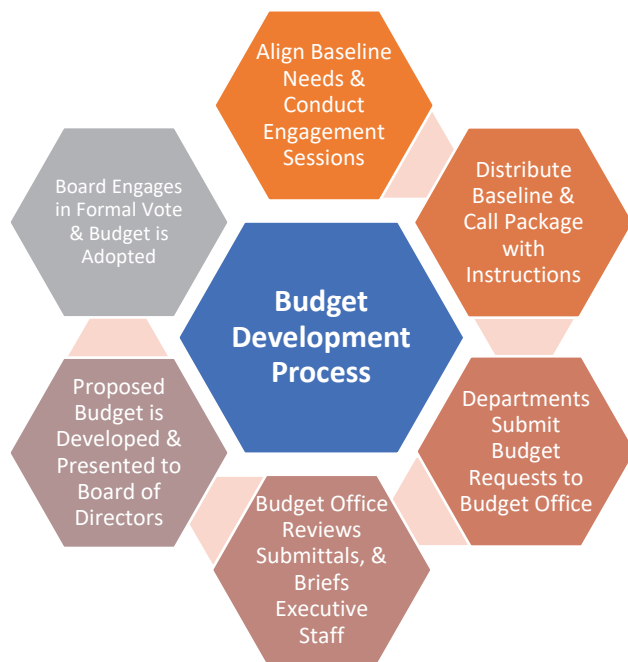 Align Baseline
Needs &
Conduct
Engagement
Sessions
Distribute
Baseline &
Call Package
with
Instructions
Departments
Submit
Budget
Requests to
Budget Office
Budget Office
Reviews
Submittals, &
Briefs
Executive
Staff
Proposed
Budget is
Developed &
Presented to
Board of
Directors
Board Engages
in Formal Vote
& Budget is
Adopted
Budget
Development
Process